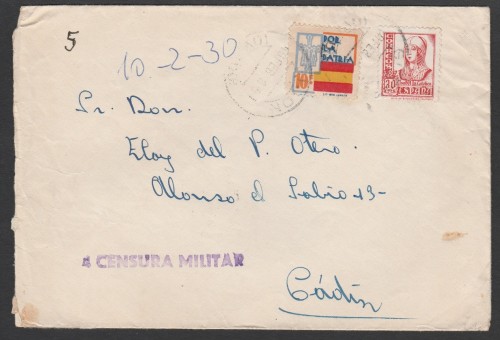 5
10-2-30
POR
LA
PATRIA
10
ESPAÑA
Sr. Don.
Eloy del P. Otero.
Alonso el Sabio 13-
4 CENSURA MILITAR
Cádiz